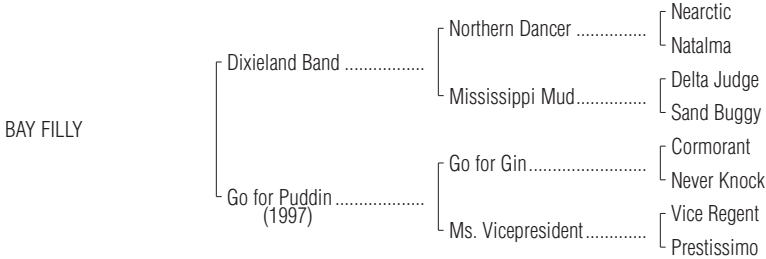 Nearctic
Northern Dancer ...............
Natalma
Dixieland Band .................
Delta Judge
Mississippi Mud...............
Sand Buggy
BAY FILLY
Cormorant
Go for Gin.........................
Never Knock
Go for Puddin ...................
(1997)
Vice Regent
Ms. Vicepresident.............
Prestissimo